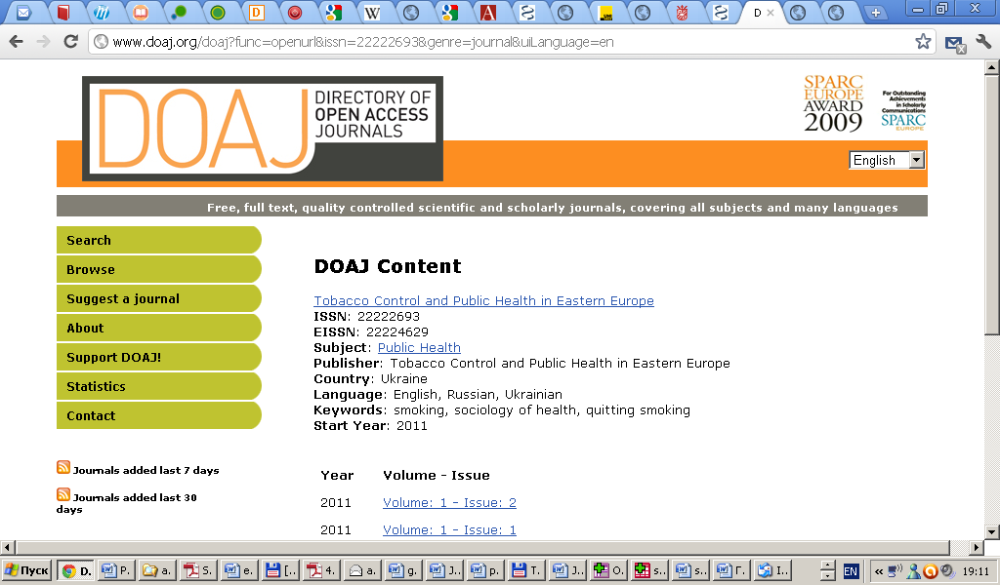 D
www.doaj.org/doaj?func=openurl&issn=22222693&genre=journal&uiLanguage=en
DOAJ
DIRECTORY OF
OPEN ACCESS
JOURNALS
SPARC
EUROPE
AWARD
2009
For Outstanding
Achievements
in Scholarly
Communications
SPARC
EUROPE
English
Free, full text, quality controlled scientific and scholarly journals, covering all subjects and many languages
Search
Browse
Suggest a journal
About
Support DOAJ!
Statistics
Contact
Journals added last 7 days
Journals added last 30
days
DOAJ Content
Tobacco Control and Public Health in Eastern Europe
ISSN: 22222693
EISSN: 22224629
Subject: Public Health
Publisher: Tobacco Control and Public Health in Eastern Europe
Country: Ukraine
Language: English, Russian, Ukrainian
Keywords: smoking, sociology of health, quitting smoking
Start Year: 2011
Year Volume - Issue
2011 Volume: 1 - Issue: 2
2011 Volume: 1 - Issue: 1
Пуск D. P. a. S. e. [.. 4. a. g. J.. p. T. J.. O. s.. s.. Г. I.. EN « 19:11